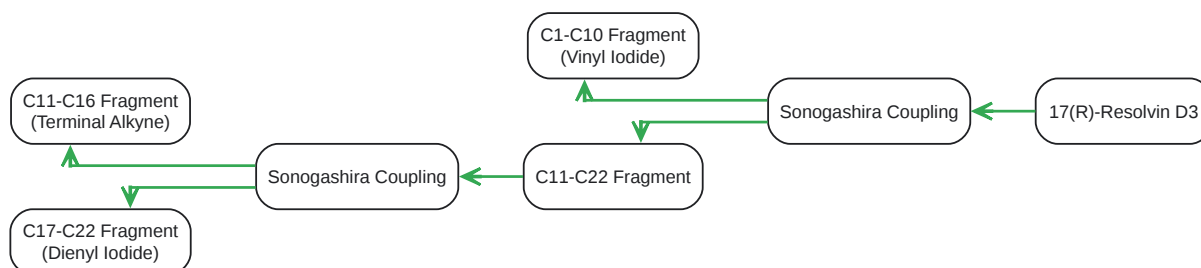 C1-C10 Fragment
(Vinyl Iodide)
C11-C16 Fragment
(Terminal Alkyne)
Sonogashira Coupling
17(R)-Resolvin D3
Sonogashira Coupling
C11-C22 Fragment
C17-C22 Fragment
(Dienyl Iodide)